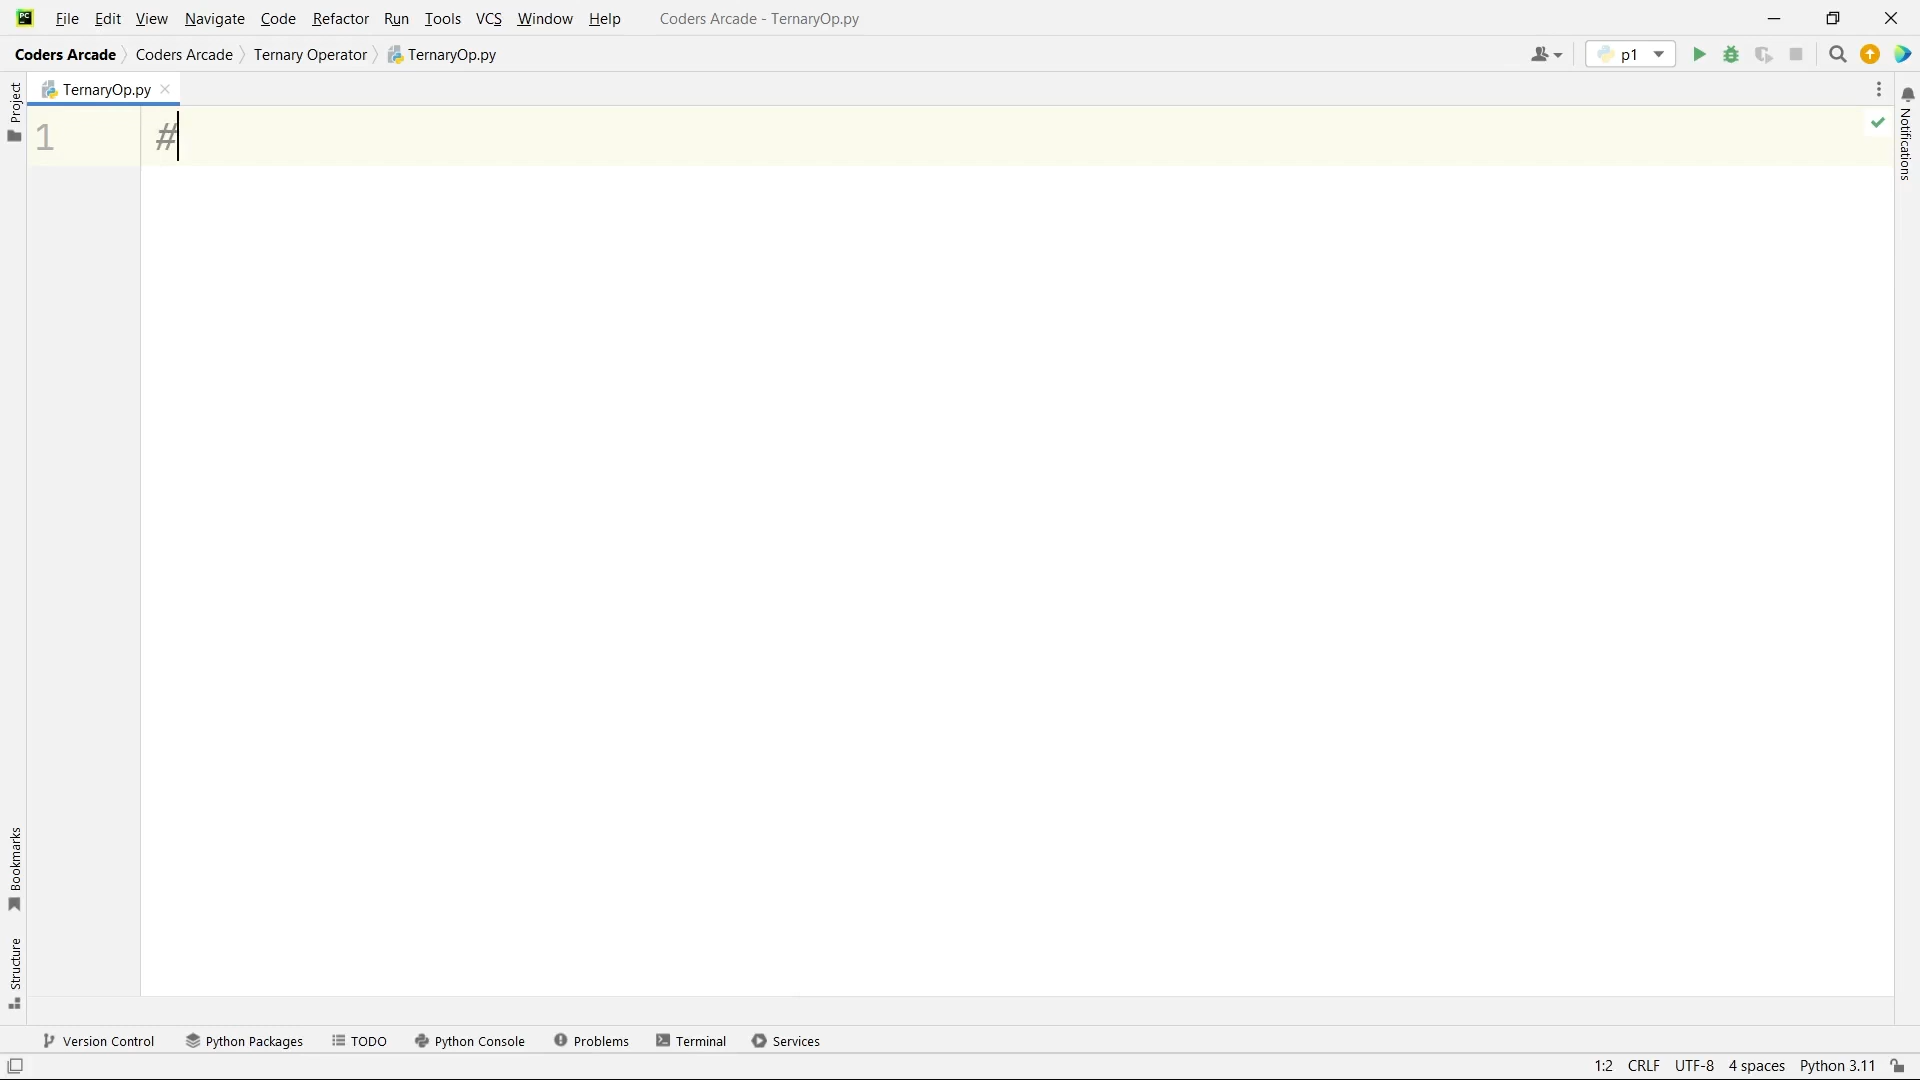 File Edit View Navigate Code Refactor Run Tools VCS Window Help Coders Arcade - TernaryOp.py
Coders Arcade Coders Arcade Ternary Operator TernaryOp.py p1
TernaryOp.py
Project
Notifications
1 #
Bookmarks
Structure
Version Control Python Packages TODO Python Console Problems Terminal Services
1:2 CRLF UTF-8 4 spaces Python 3.11